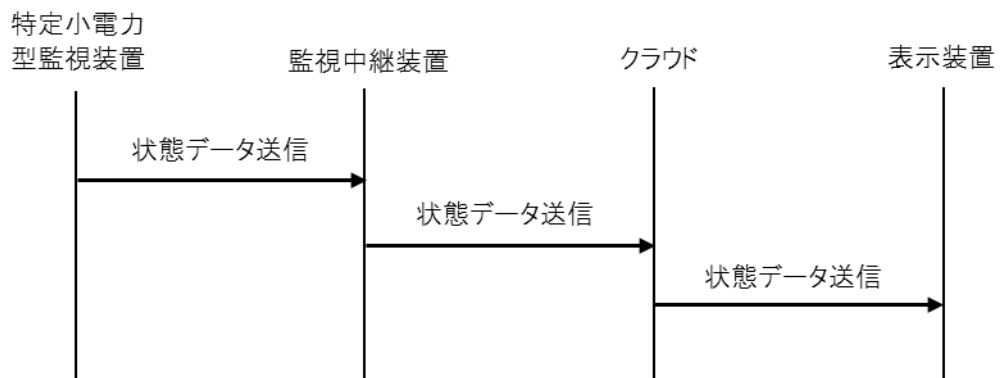 特定小電力
型監視装置
監視中継装置
クラウド
表示装置
状態データ送信
状態データ送信
状態データ送信